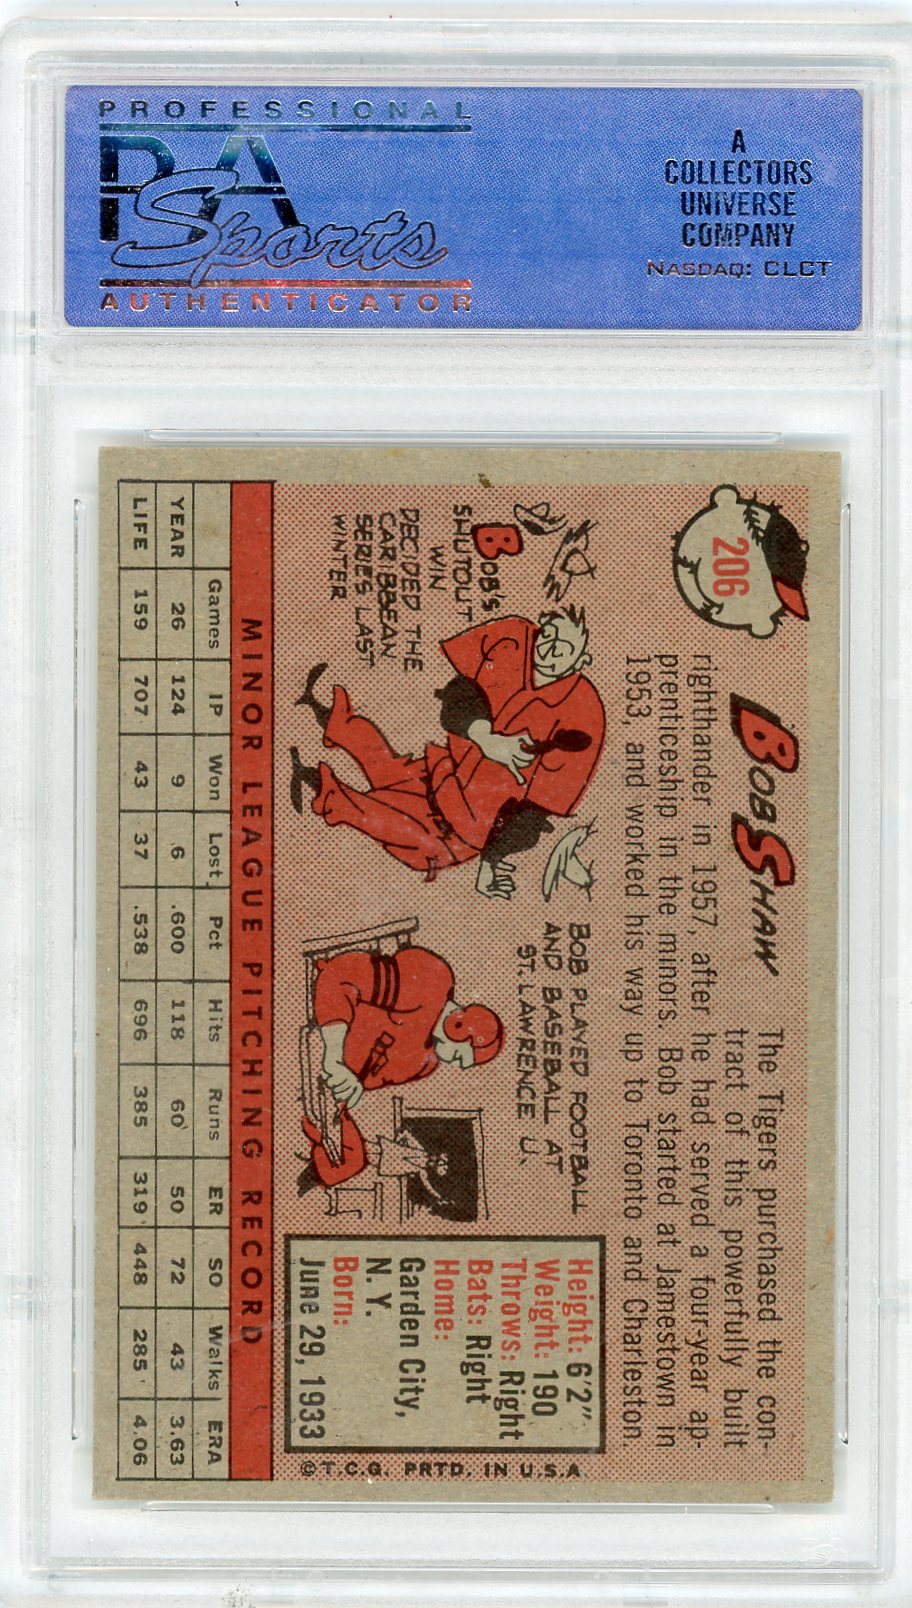 PROFESSIONAL
PSA
Sports
AUTHENTICATOR
A
COLLECTORS
UNIVERSE
COMPANY
NASDAQ: CLCT
206
BOB SHAW
The Tigers purchased the con-
tract of this powerfully built
righthander in 1957, after he had served a four-year ap-
prenticeship in the minors. Bob started at Jamestown in
1953, and worked his way up to Toronto and Charleston.
BOB'S
SHUTOUT
WIN
DECIDED THE
CARIBBEAN
SERIES LAST
WINTER
BOB PLAYED FOOTBALL
AND BASEBALL AT
ST. LAWRENCE U.
Height: 6'2"
Weight: 190
Throws: Right
Bats: Right
Home:
Garden City,
N. Y.
Born:
June 29, 1933
MINOR LEAGUE PITCHING RECORD
Games IP Won Lost Pct Hits Runs ER SO Walks ERA
YEAR 26 124 9 6 .600 118 60 50 72 43 3.63
LIFE 159 707 43 37 .538 696 385 319 448 285 4.06
©T.C.G. PRTD. IN U.S.A